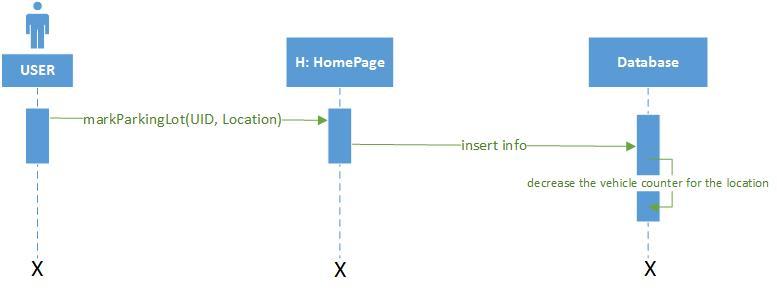 USER
H: HomePage
Database
markParkingLot(UID, Location)
insert info
decrease the vehicle counter for the location
X
X
X